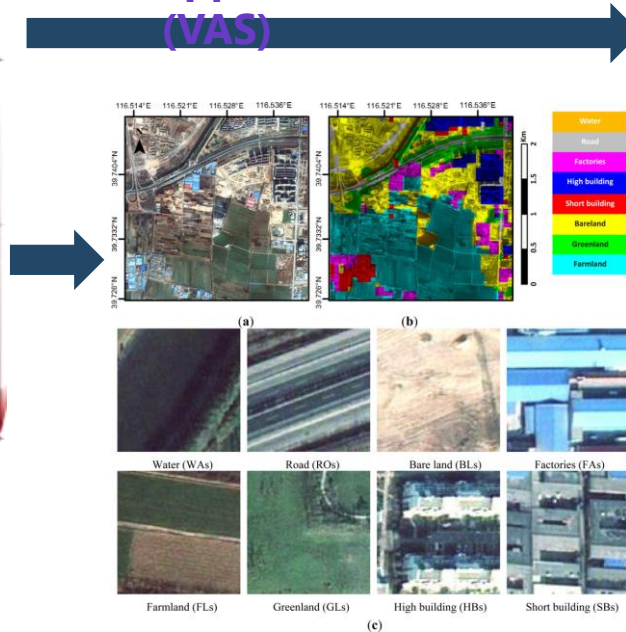 (VAS)
116.514°E 116.521°E 116.528°E 116.536°E
116.514°E 116.521°E 116.528°E 116.536°E
39.7404°N
39.7332°N
39.726°N
39.7404°N
39.7332°N
39.726°N
Km
2
1.5
1
0.5
0
Water
Road
Factories
High building
Short building
Bareland
Greenland
Farmland
(a) (b)
Water (WAs) Road (ROs) Bare land (BLs) Factories (FAs)
Farmland (FLs) Greenland (GLs) High building (HBs) Short building (SBs)
(c)